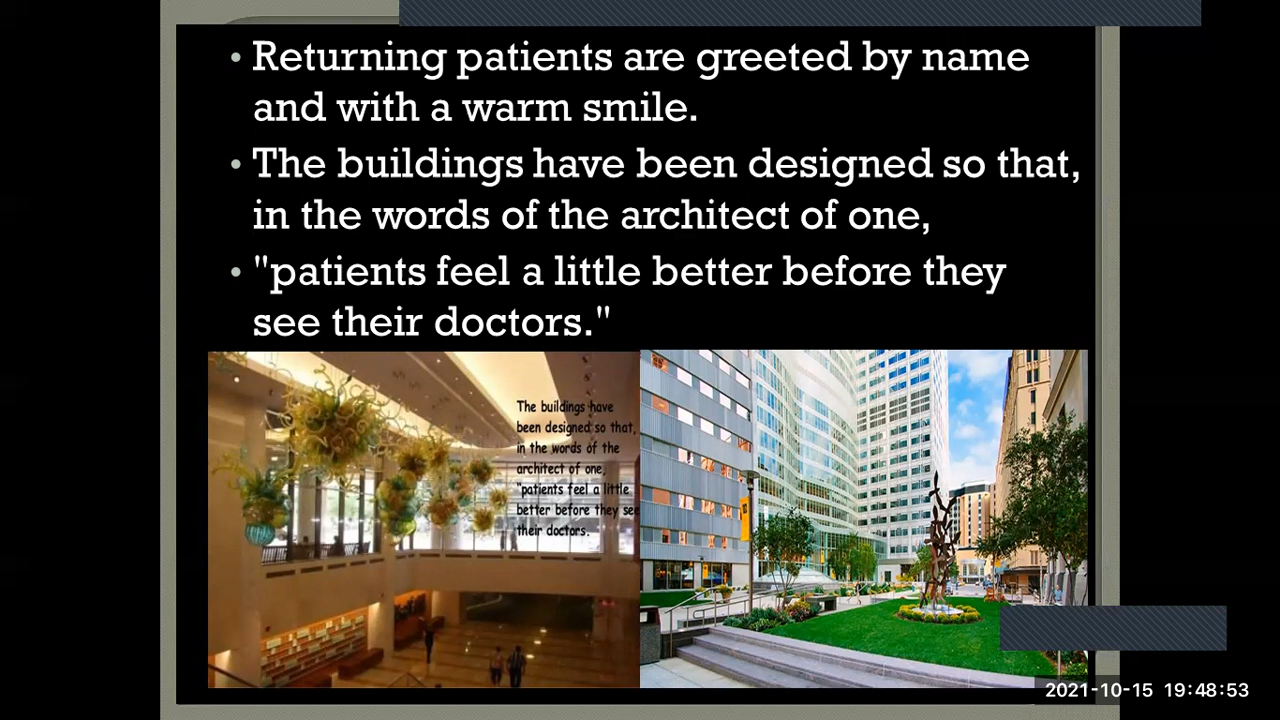 • Returning patients are greeted by name
and with a warm smile.
• The buildings have been designed so that,
in the words of the architect of one,
• "patients feel a little better before they
see their doctors."
The buildings have
been designed so that,
in the words of the
architect of one,
"patients feel a little
better before they see
their doctors.
2021-10-15 19:48:53